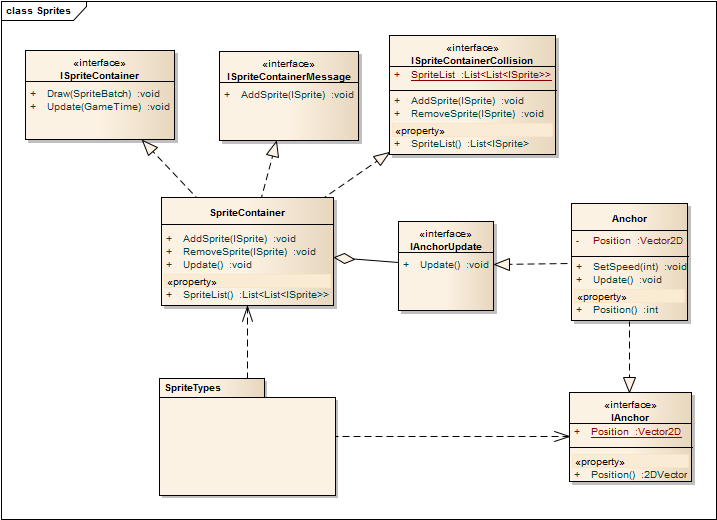 class Sprites
«interface»
ISpriteContainer
+ Draw(SpriteBatch) :void
+ Update(GameTime) :void
«interface»
ISpriteContainerMessage
+ AddSprite(ISprite) :void
«interface»
ISpriteContainerCollision
+ SpriteList :List<List<ISprite>>
+ AddSprite(ISprite) :void
+ RemoveSprite(ISprite) :void
«property»
+ SpriteList() :List<ISprite>
SpriteContainer
+ AddSprite(ISprite) :void
+ RemoveSprite(ISprite) :void
+ Update() :void
«property»
+ SpriteList() :List<List<ISprite>>
«interface»
IAnchorUpdate
+ Update() :void
Anchor
- Position :Vector2D
+ SetSpeed(int) :void
+ Update() :void
«property»
+ Position() :int
SpriteTypes
«interface»
IAnchor
+ Position :Vector2D
«property»
+ Position() :2DVector